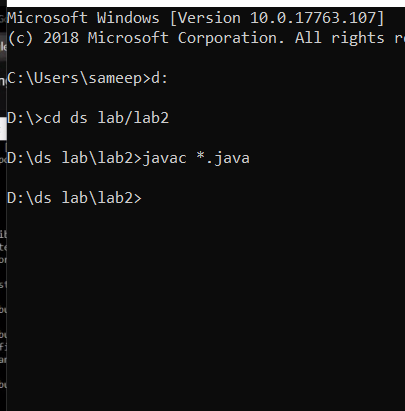 Microsoft Windows [Version 10.0.17763.107]
(c) 2018 Microsoft Corporation. All rights
C:\Users\sameep>d:
D:\>cd ds lab/lab2
D:\ds lab\lab2>javac *.java
D:\ds lab\lab2>